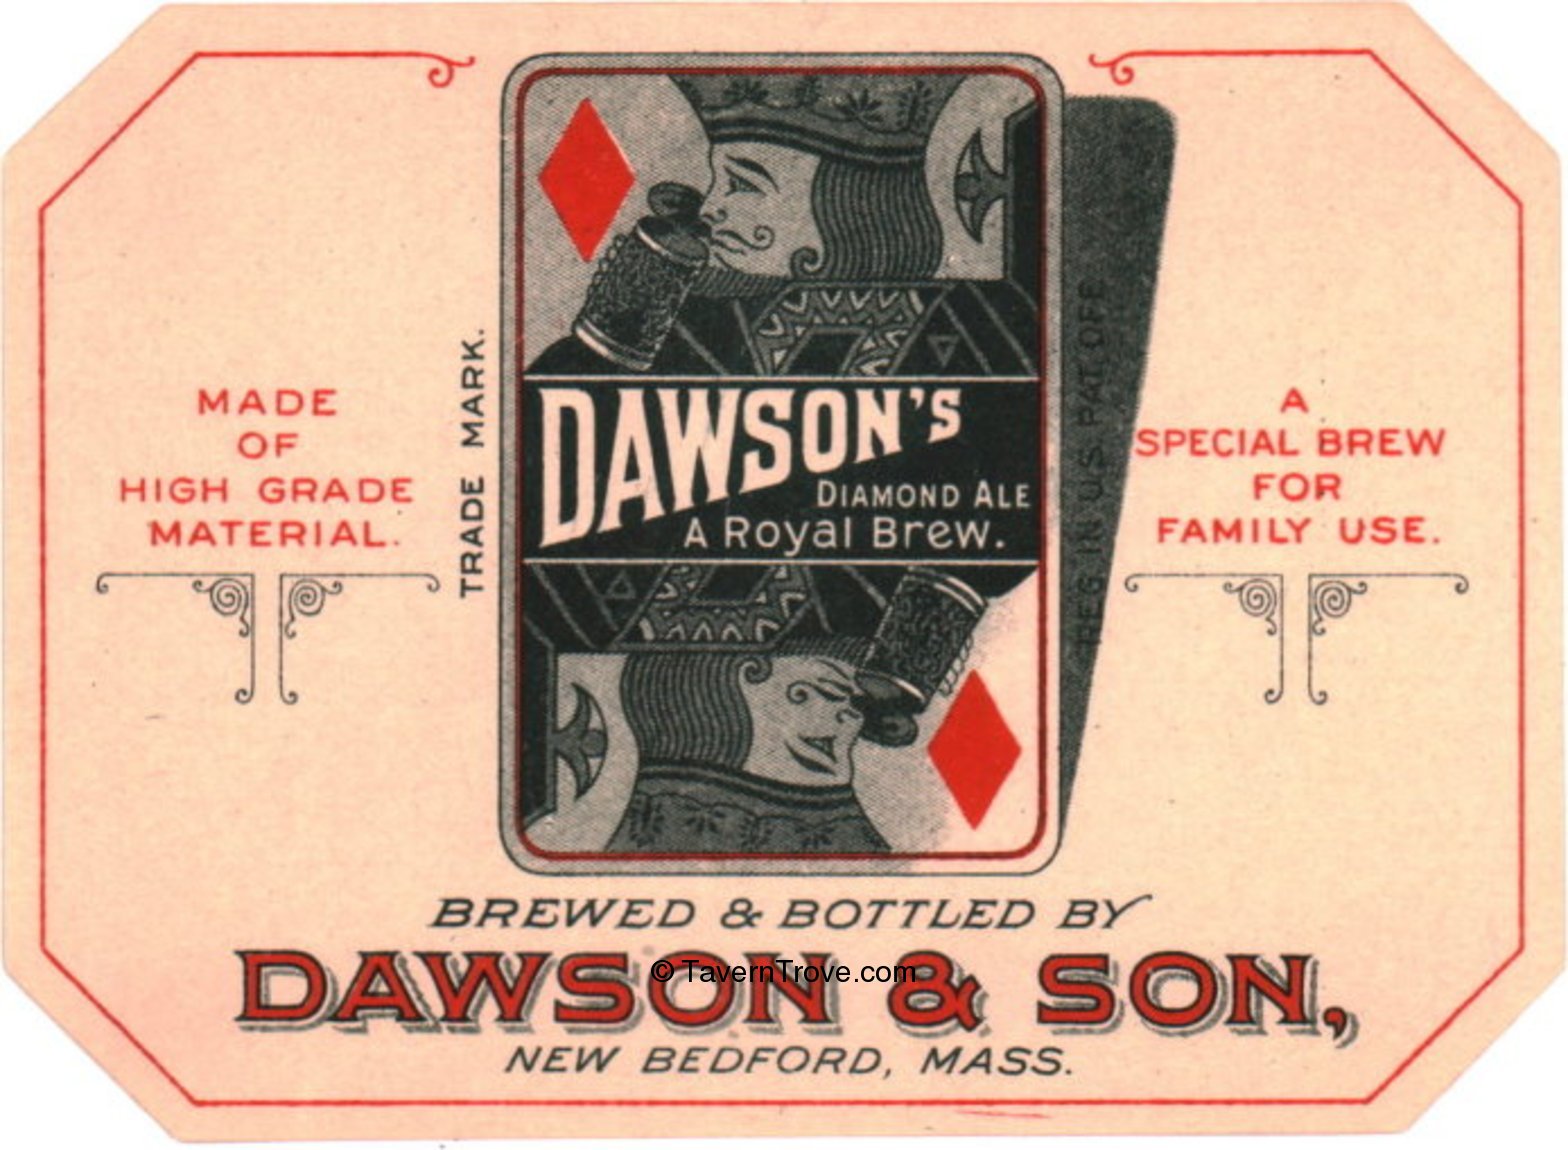 MADE
OF
HIGH GRADE
MATERIAL.
TRADE MARK.
DAWSON'S
DIAMOND ALE
A Royal Brew.
REG. IN U.S. PAT. OFF.
A
SPECIAL BREW
FOR
FAMILY USE.
BREWED & BOTTLED BY
DAWSON & SON,
© TavernTrove.com
NEW BEDFORD, MASS.